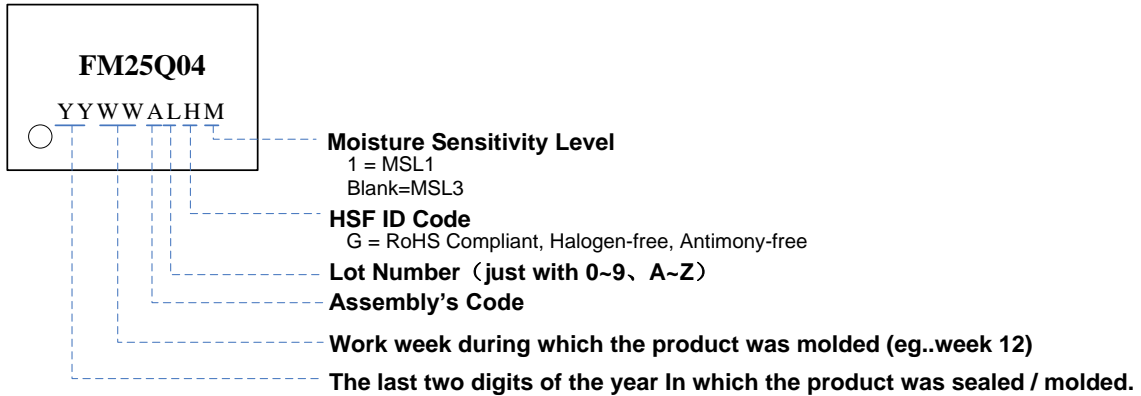 FM25Q04
YYWWALHM
Moisture Sensitivity Level
1 = MSL1
Blank=MSL3
HSF ID Code
G = RoHS Compliant, Halogen-free, Antimony-free
Lot Number（just with 0~9、A~Z）
Assembly's Code
Work week during which the product was molded (eg..week 12)
The last two digits of the year In which the product was sealed / molded.